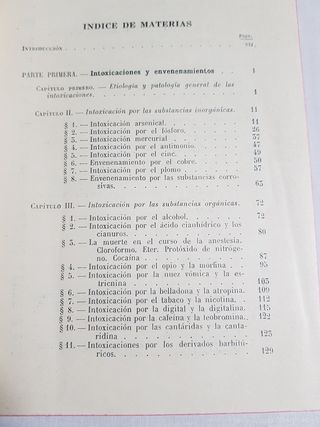 INDICE DE MATERIAS
Págs.
INTRODUCCIÓN . . . . . . . . . . . . . . . VII.
PARTE PRIMERA. — Intoxicaciones y envenenamientos . . . 1
CAPÍTULO PRIMERO. — Etiología y patología general de las
intoxicaciones. . . . . . . . . . . . . . 1
CAPÍTULO II. — Intoxicación por las substancias inorgánicas. 11
§ 1. — Intoxicación arsenical. . . . . . . . . 11
§ 2. — Intoxicación por el fósforo. . . . . . . 26
§ 3. — Intoxicación mercurial . . . . . . . . 37
§ 4. — Intoxicación por el antimonio. . . . . . 47
§ 5. — Intoxicación por el cinc. . . . . . . . 49
§ 6. — Envenenamiento por el cobre. . . . . . 50
§ 7. — Intoxicación por el plomo . . . . . . . 57
§ 8. — Envenenamiento por las substancias corro-
sivas. . . . . . . . . . . . . . . 65
CAPÍTULO III. — Intoxicación por las substancias orgánicas. 72
§ 1. — Intoxicación por el alcohol. . . . . . . 72
§ 2. — Intoxicación por el ácido cianhídrico y los
cianuros. . . . . . . . . . . . . . 80
§ 3. — La muerte en el curso de la anestesia.
Cloroformo. Eter. Protóxido de nitróge-
no. Cocaína . . . . . . . . . . . . 87
§ 4. — Intoxicación por el opio y la morfina . . . 95
§ 5. — Intoxicación por la nuez vómica y la es-
tricnina . . . . . . . . . . . . . . 105
§ 6. — Intoxicación por la belladona y la atropina. 109
§ 7. — Intoxicación por el tabaco y la nicotina. . 112
§ 8. — Intoxicación por la digital y la digitalina. 115
§ 9. — Intoxicación por la cafeína y la teobromina. 122
§ 10. — Intoxicación por las cantáridas y la canta-
ridina . . . . . . . . . . . . . . 125
§ 11. — Intoxicaciones por los derivados barbitú-
ricos. . . . . . . . . . . . . . . 129